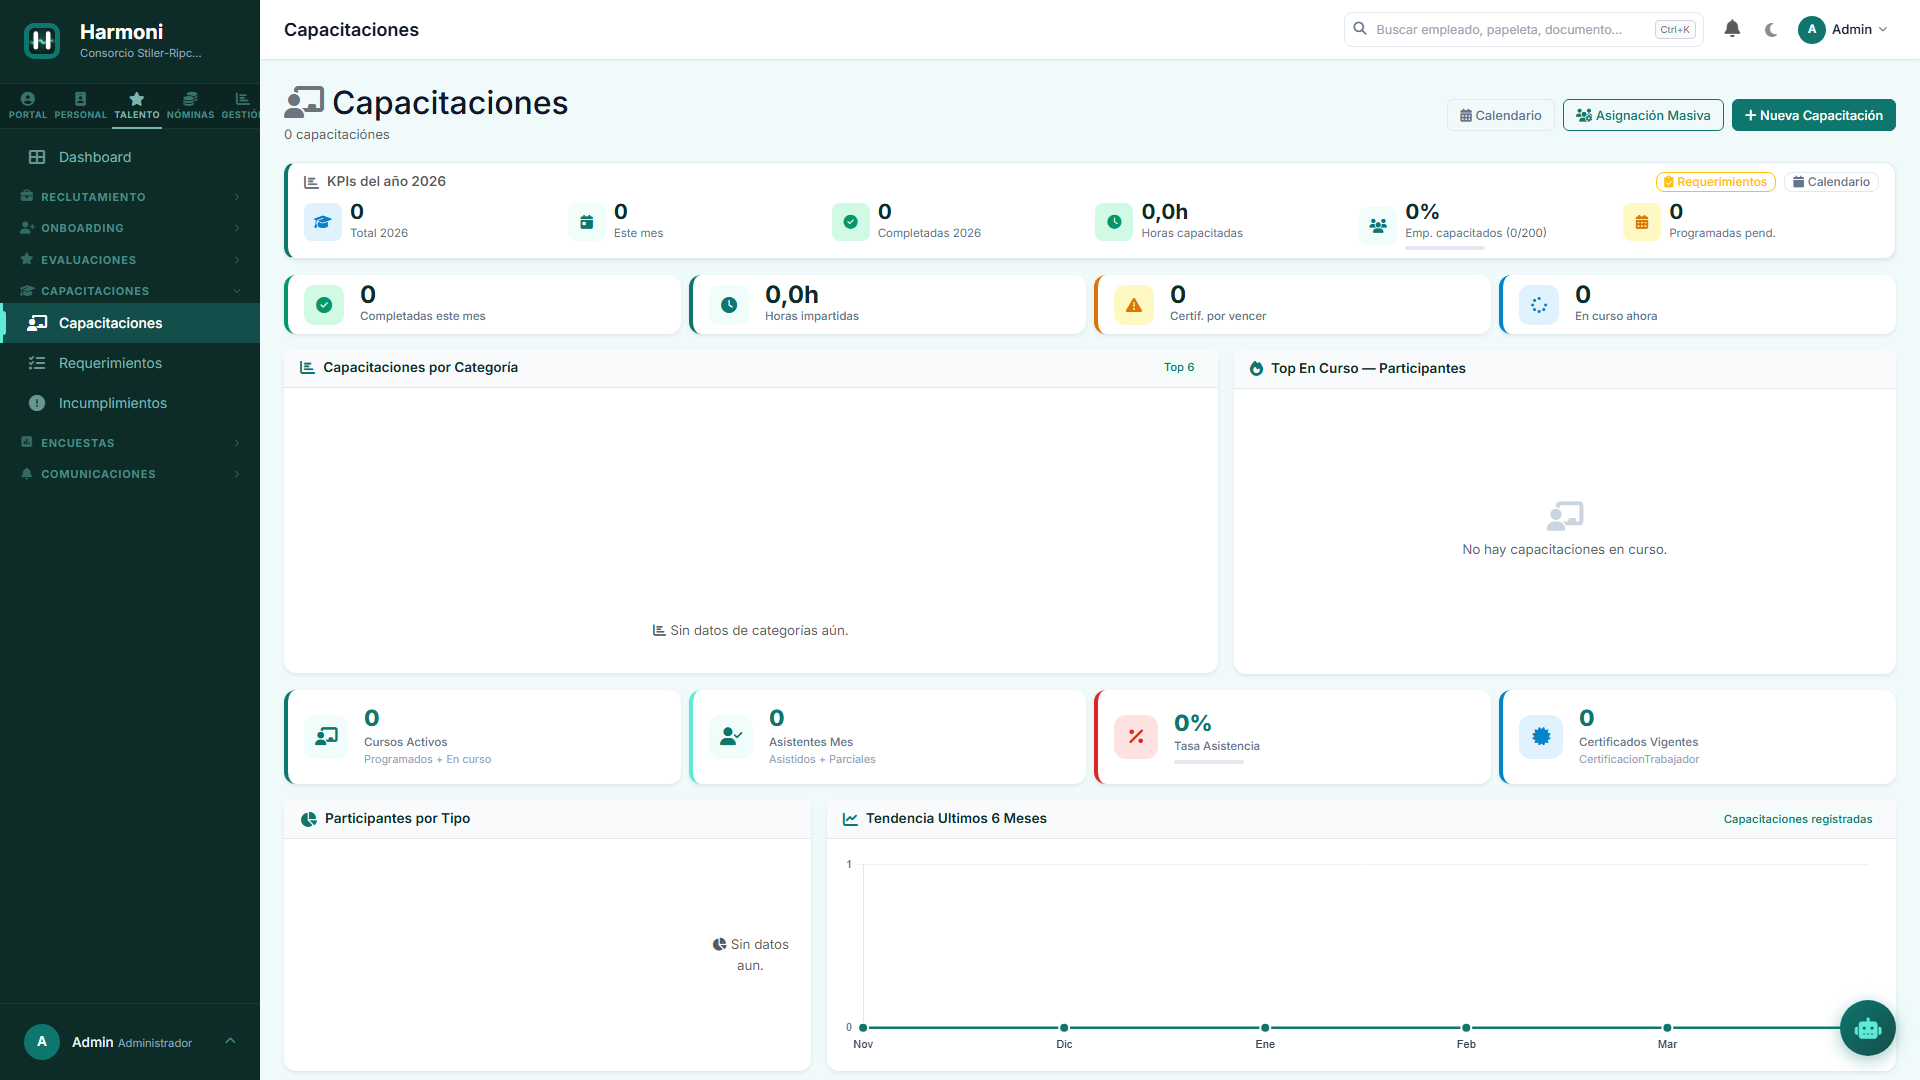 Harmoni
Consorcio Stiler-Ripc...
PORTAL
PERSONAL
TALENTO
NÓMINAS
GESTIÓ
Dashboard
RECLUTAMIENTO
ONBOARDING
EVALUACIONES
CAPACITACIONES
Capacitaciones
Requerimientos
Incumplimientos
ENCUESTAS
COMUNICACIONES
A
Admin Administrador
Capacitaciones
Buscar empleado, papeleta, documento...
Ctrl+K
A
Admin
Capacitaciones
0 capacitaciónes
Calendario
Asignación Masiva
Nueva Capacitación
KPIs del año 2026
Requerimientos
Calendario
0
Total 2026
0
Este mes
0
Completadas 2026
0,0h
Horas capacitadas
0%
Emp. capacitados (0/200)
0
Programadas pend.
0
Completadas este mes
0,0h
Horas impartidas
0
Certif. por vencer
0
En curso ahora
Capacitaciones por Categoría
Top 6
Sin datos de categorías aún.
Top En Curso — Participantes
No hay capacitaciones en curso.
0
Cursos Activos
Programados + En curso
0
Asistentes Mes
Asistidos + Parciales
0%
Tasa Asistencia
0
Certificados Vigentes
CertificacionTrabajador
Participantes por Tipo
Sin datos
aun.
Tendencia Ultimos 6 Meses
Capacitaciones registradas
1
0
Nov
Dic
Ene
Feb
Mar